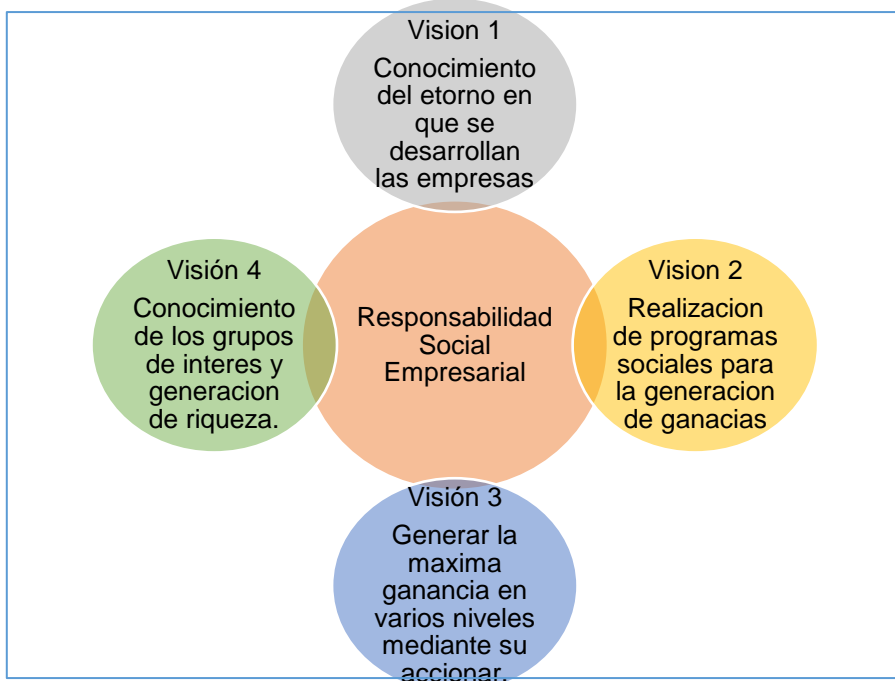 Vision 1
Conocimiento
del etorno en
que se
desarrollan
las empresas
Visión 4
Conocimiento
de los grupos
de interes y
generacion
de riqueza.
Responsabilidad
Social
Empresarial
Vision 2
Realizacion
de programas
sociales para
la generacion
de ganacias
Visión 3
Generar la
maxima
ganancia en
varios niveles
mediante su
accionar.